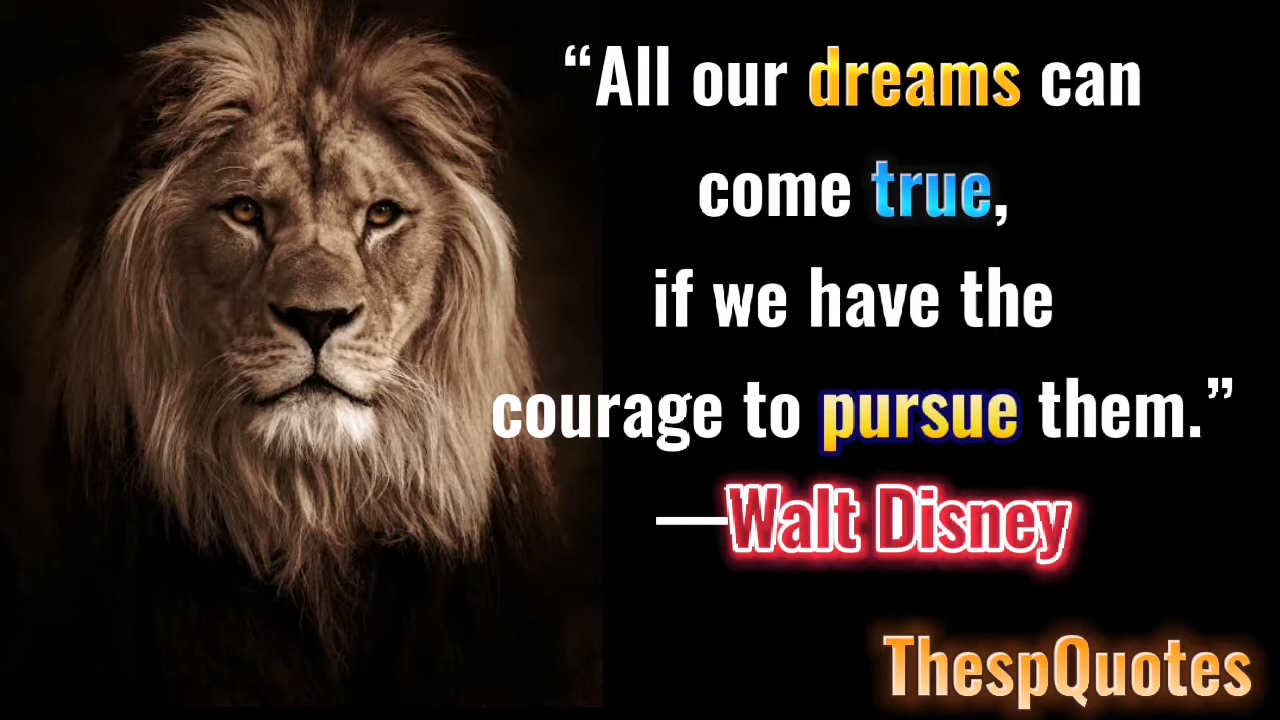 “All our dreams can
come true,
if we have the
courage to pursue them.”
—Walt Disney
ThespQuotes